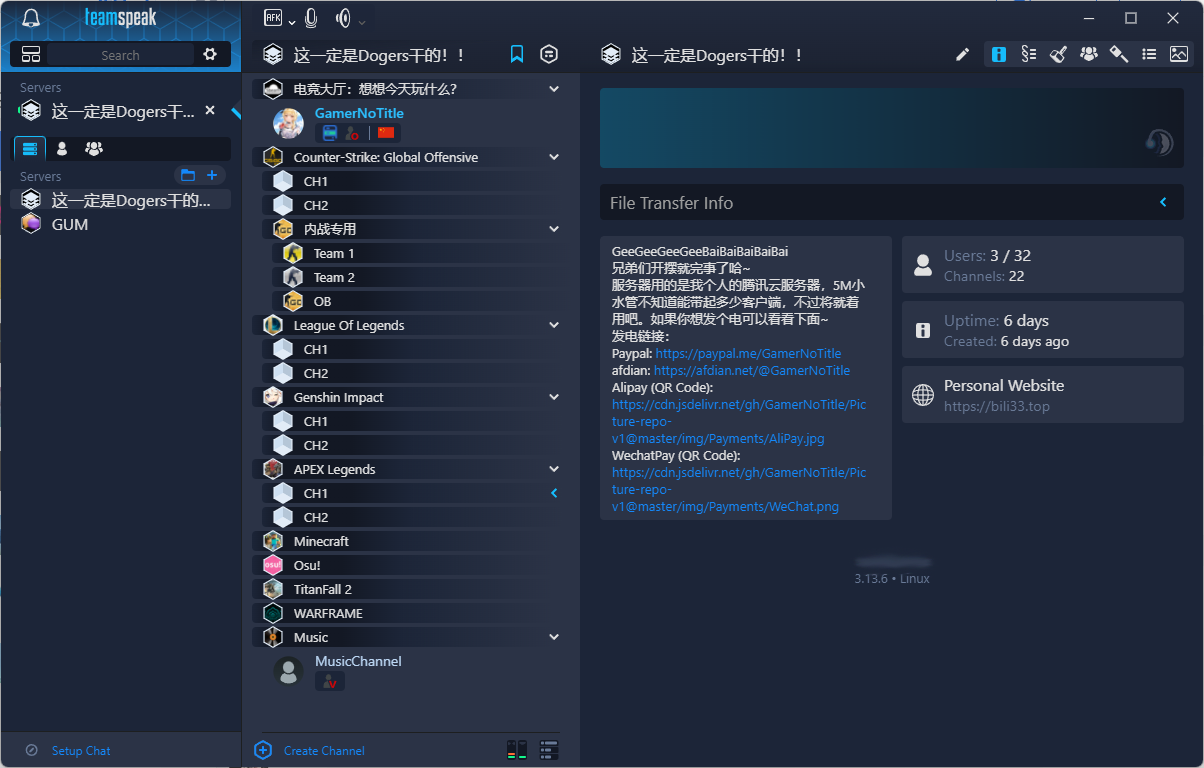 teamspeak
Search
Servers
这一定是Dogers干...
Servers
这一定是Dogers干的...
GUM
Setup Chat
AFK
这一定是Dogers干的！！
电竞大厅：想想今天玩什么？
GamerNoTitle
Counter-Strike: Global Offensive
CH1
CH2
内战专用
Team 1
Team 2
OB
League Of Legends
CH1
CH2
Genshin Impact
CH1
CH2
APEX Legends
CH1
CH2
Minecraft
osu!
Osu!
TitanFall 2
WARFRAME
Music
MusicChannel
Create Channel
这一定是Dogers干的！！
File Transfer Info
GeeGeeGeeGeeBaiBaiBaiBaiBai
兄弟们开摆就完事了哈~
服务器用的是我个人的腾讯云服务器，5M小
水管不知道能带起多少客户端，不过将就着
用吧。如果你想发个电可以看看下面~
发电链接：
Paypal: https://paypal.me/GamerNoTitle
afdian: https://afdian.net/@GamerNoTitle
Alipay (QR Code):
https://cdn.jsdelivr.net/gh/GamerNoTitle/Pic
ture-repo-
v1@master/img/Payments/AliPay.jpg
WechatPay (QR Code):
https://cdn.jsdelivr.net/gh/GamerNoTitle/Pic
ture-repo-
v1@master/img/Payments/WeChat.png
Users: 3 / 32
Channels: 22
Uptime: 6 days
Created: 6 days ago
Personal Website
https://bili33.top
3.13.6 • Linux